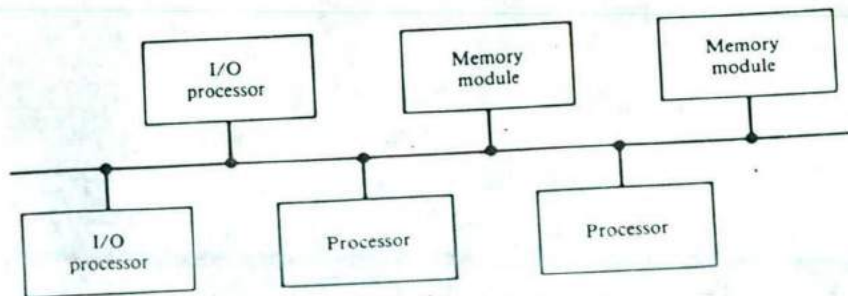 I/O
processor
Memory
module
Memory
module
I/O
processor
Processor
Processor